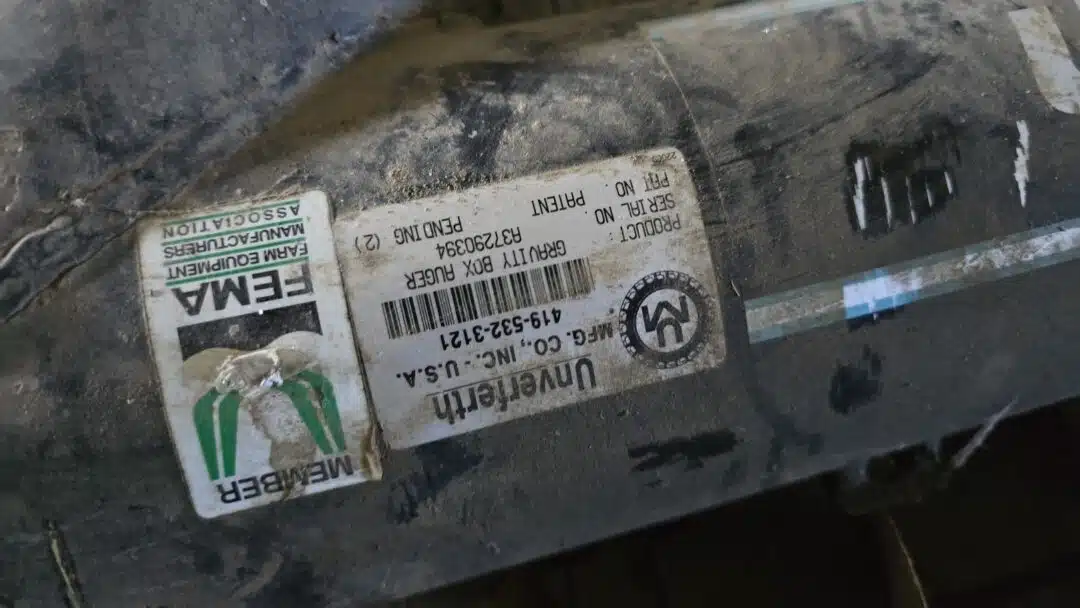 Unverferth
MFG. CO., INC. - U.S.A.
419-532-3121
PRODUCT: GRAVITY BOX AUGER
SERIAL NO. A37290394
PAT NO. PATENT PENDING (2)
MEMBER
FEMA
FARM EQUIPMENT
MANUFACTURERS
ASSOCIATION